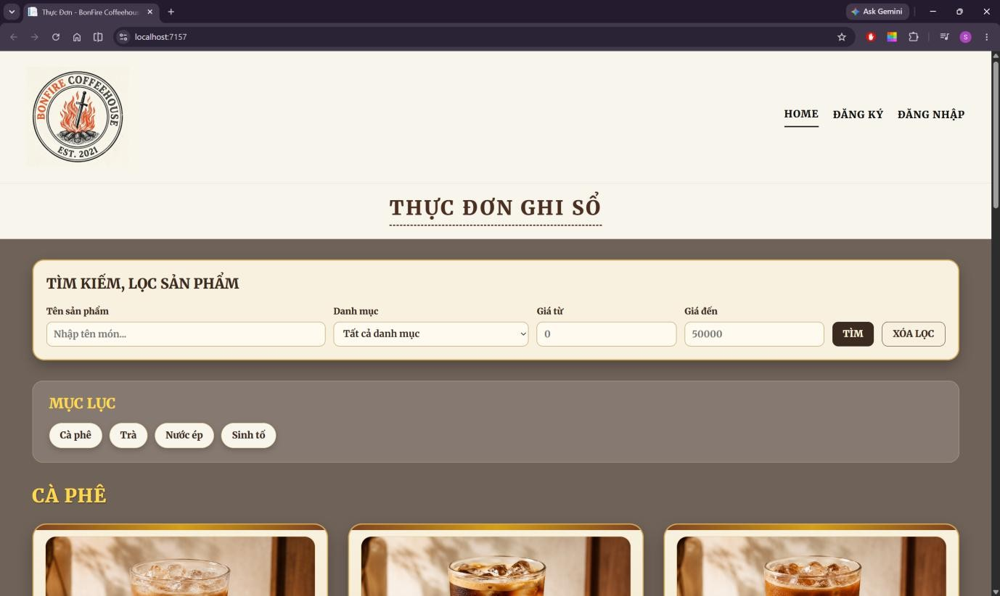 Thực Đơn - BonFire Coffeehous
Ask Gemini
localhost:7157
S
BONFIRE COFFEEHOUSE
EST. 2021
HOME ĐĂNG KÝ ĐĂNG NHẬP
THỰC ĐƠN GHI SỔ
TÌM KIẾM, LỌC SẢN PHẨM
Tên sản phẩm Danh mục Giá từ Giá đến
Nhập tên món... Tất cả danh mục 0 50000 TÌM XÓA LỌC
MỤC LỤC
Cà phê Trà Nước ép Sinh tố
CÀ PHÊ